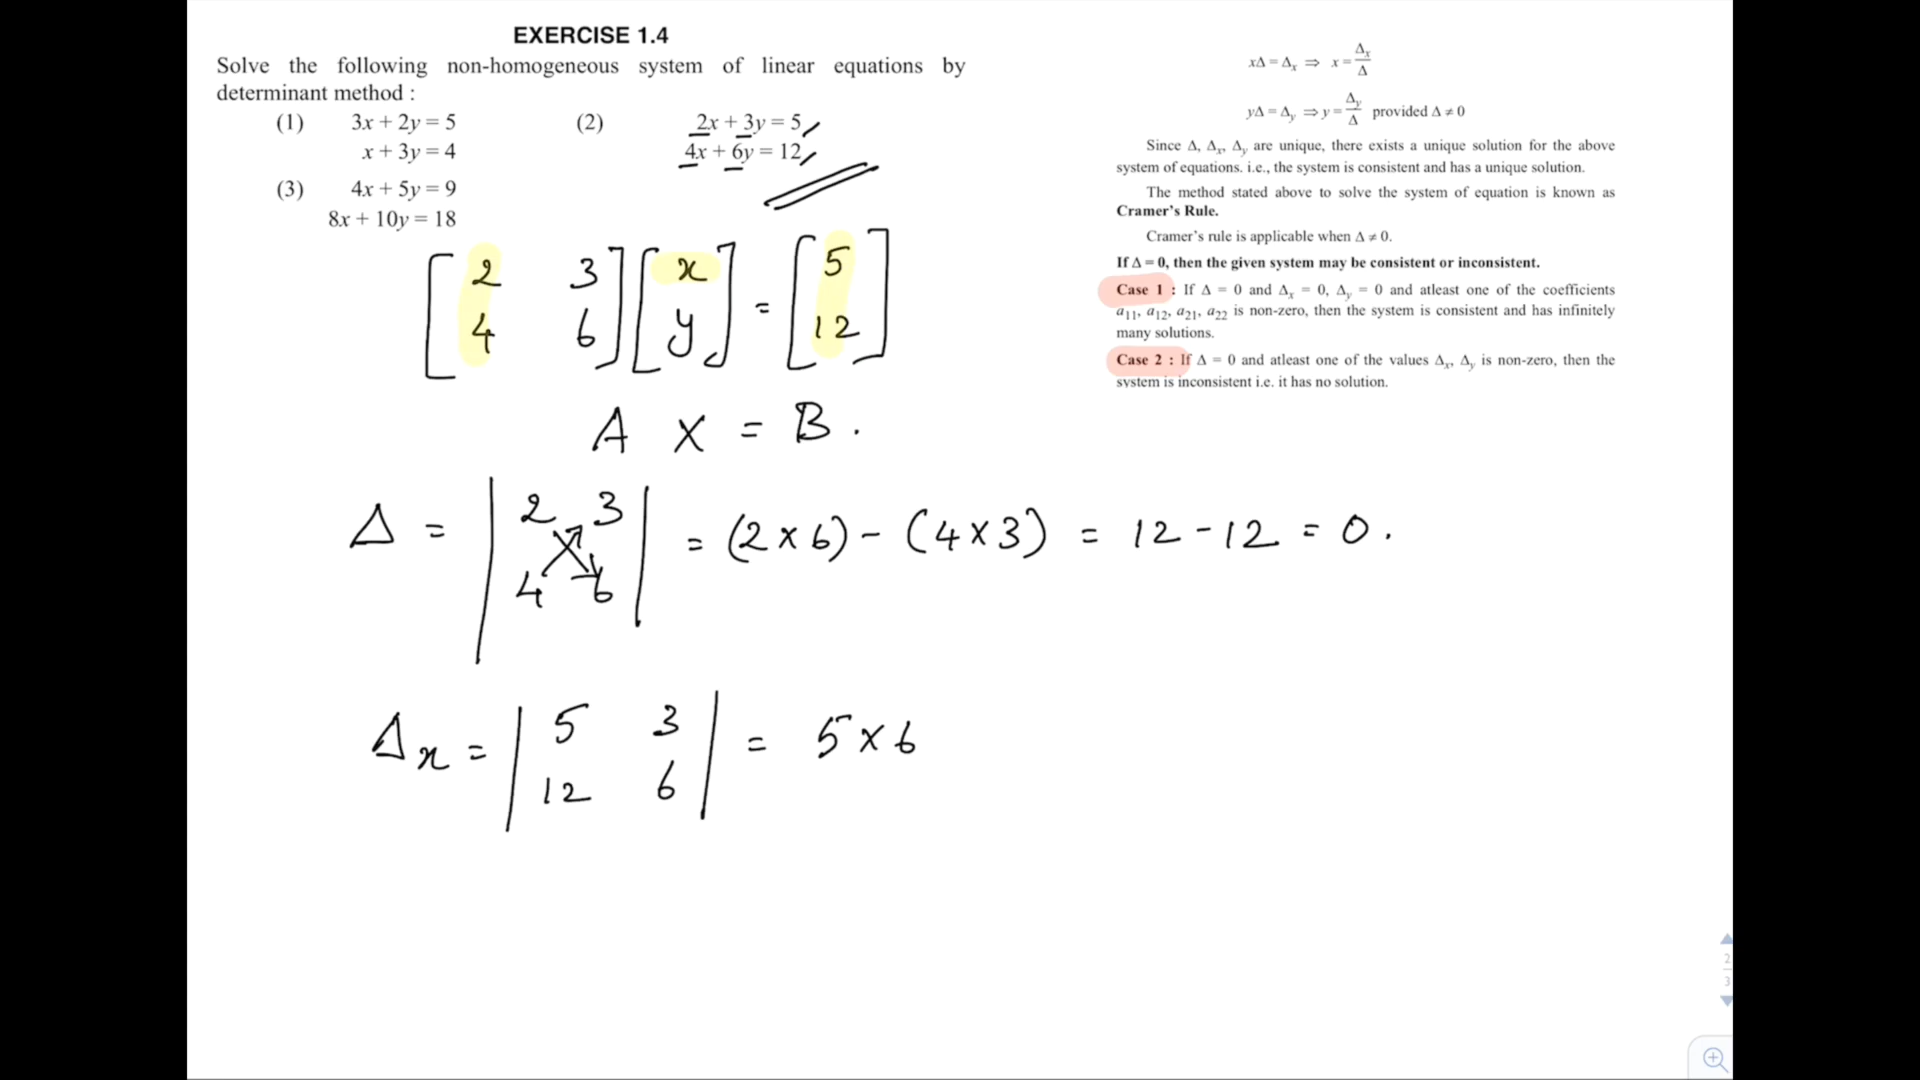 EXERCISE 1.4
Solve the following non-homogeneous system of linear equations by
determinant method :
(1) 3x + 2y = 5 (2) 2x + 3y = 5
x + 3y = 4 4x + 6y = 12
(3) 4x + 5y = 9
8x + 10y = 18
[2 3] [x] = [5]
[4 6] [y] [12]
A X = B .
Δ = |2 3| = (2 × 6) - (4 × 3) = 12 - 12 = 0 .
|4 6|
Δx = |5 3| = 5 × 6
|12 6|
xΔ = Δx ⇒ x = Δx/Δ
yΔ = Δy ⇒ y = Δy/Δ provided Δ ≠ 0
Since Δ, Δx, Δy are unique, there exists a unique solution for the above
system of equations. i.e., the system is consistent and has a unique solution.
The method stated above to solve the system of equation is known as
Cramer's Rule.
Cramer's rule is applicable when Δ ≠ 0.
If Δ = 0, then the given system may be consistent or inconsistent.
Case 1 : If Δ = 0 and Δx = 0, Δy = 0 and atleast one of the coefficients
a11, a12, a21, a22 is non-zero, then the system is consistent and has infinitely
many solutions.
Case 2 : If Δ = 0 and atleast one of the values Δx, Δy is non-zero, then the
system is inconsistent i.e. it has no solution.
2
3